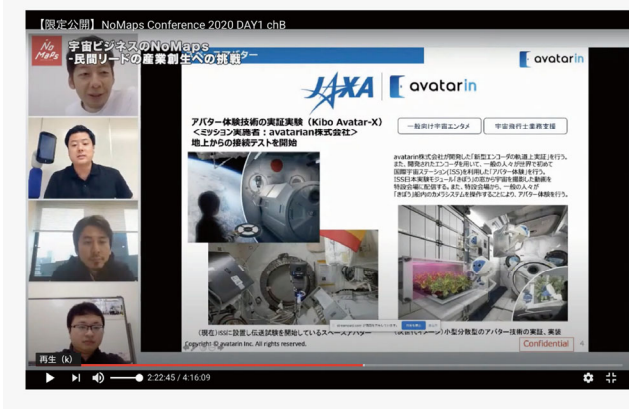 【限定公開】NoMaps Conference 2020 DAY1 chB
No
MaPs
宇宙ビジネスのNoMaps
-民間リードの産業創生への挑戦
アバター
JAXA
avatarin
avatarin
アバター体験技術の実証実験（Kibo Avatar-X）
＜ミッション実施者：avatarian株式会社＞
地上からの接続テストを開始
一般向け宇宙エンタメ
宇宙飛行士業務支援
avatarin株式会社が開発した「新型エンコーダの軌道上実証」を行う。
また、開発されたエンコーダを用いて、一般の人々が世界で初めて
国際宇宙ステーション(ISS)を利用した「アバター体験」を行う。
ISS日本実験モジュール「きぼう」の窓から宇宙を撮影した動画を
特設会場に配信する。また、特設会場から、一般の人々が
「きぼう」船内のカメラシステムを操作することにより、アバター体験を行う。
（現在）ISSに設置し伝送試験を開始しているスペースアバター
（次世代イメージ）小型分散型のアバター技術の実証、実装
Copyright © avatarin Inc. All rights reserved.
Confidential
4
再生（k）
2:22:45 / 4:16:09